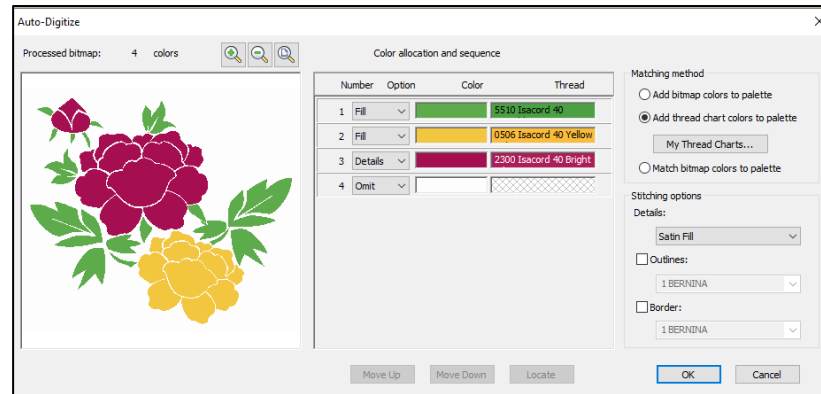 Auto-Digitize
Processed bitmap: 4 colors
Color allocation and sequence
Number Option Color Thread
1 Fill 5510 Isacord 40
2 Fill 0506 Isacord 40 Yellow
3 Details 2300 Isacord 40 Bright
4 Omit
Matching method
Add bitmap colors to palette
Add thread chart colors to palette
My Thread Charts...
Match bitmap colors to palette
Stitching options
Details:
Satin Fill
Outlines:
1 BERNINA
Border:
1 BERNINA
Move Up Move Down Locate OK Cancel